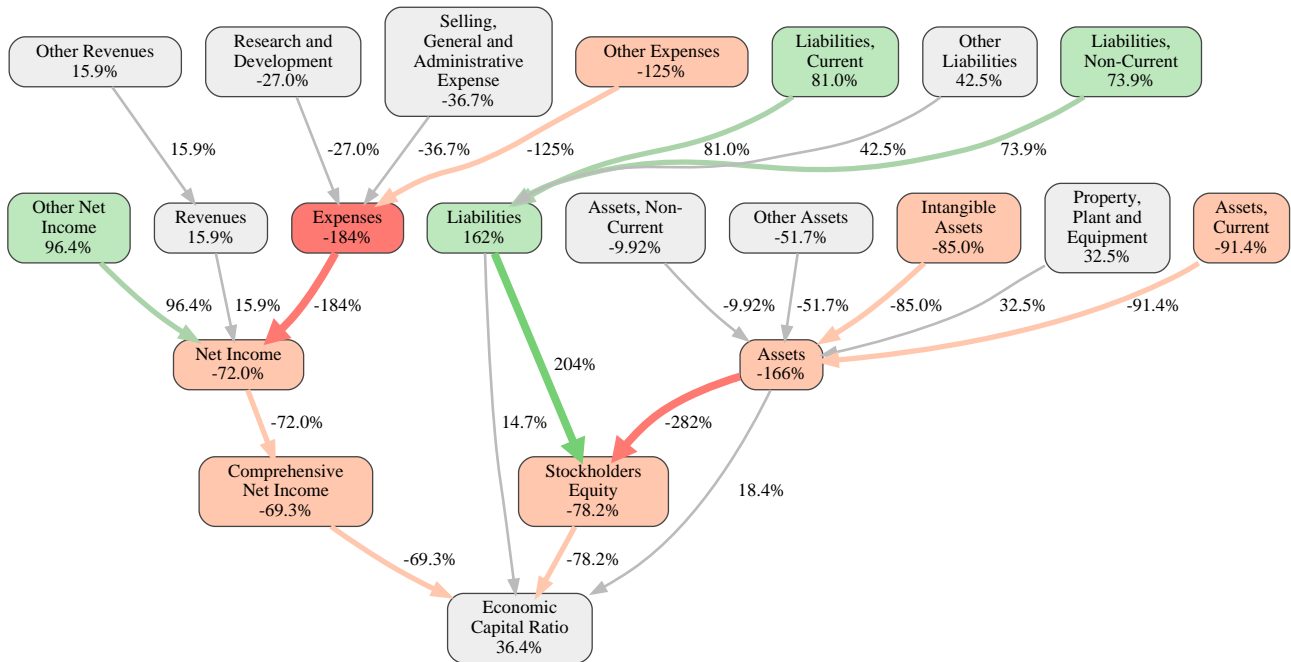 Other Revenues
15.9%
Research and
Development
-27.0%
Selling,
General and
Administrative
Expense
-36.7%
Other Expenses
-125%
Liabilities,
Current
81.0%
Other
Liabilities
42.5%
Liabilities,
Non-Current
73.9%
15.9%
-27.0%
-36.7%
-125%
81.0%
42.5%
73.9%
Other Net
Income
96.4%
Revenues
15.9%
Expenses
-184%
Liabilities
162%
Assets, Non-
Current
-9.92%
Other Assets
-51.7%
Intangible
Assets
-85.0%
Property,
Plant and
Equipment
32.5%
Assets,
Current
-91.4%
96.4%
15.9%
-184%
-9.92%
-51.7%
-85.0%
32.5%
-91.4%
Net Income
-72.0%
204%
Assets
-166%
-72.0%
14.7%
-282%
Comprehensive
Net Income
-69.3%
Stockholders
Equity
-78.2%
18.4%
-69.3%
-78.2%
Economic
Capital Ratio
36.4%